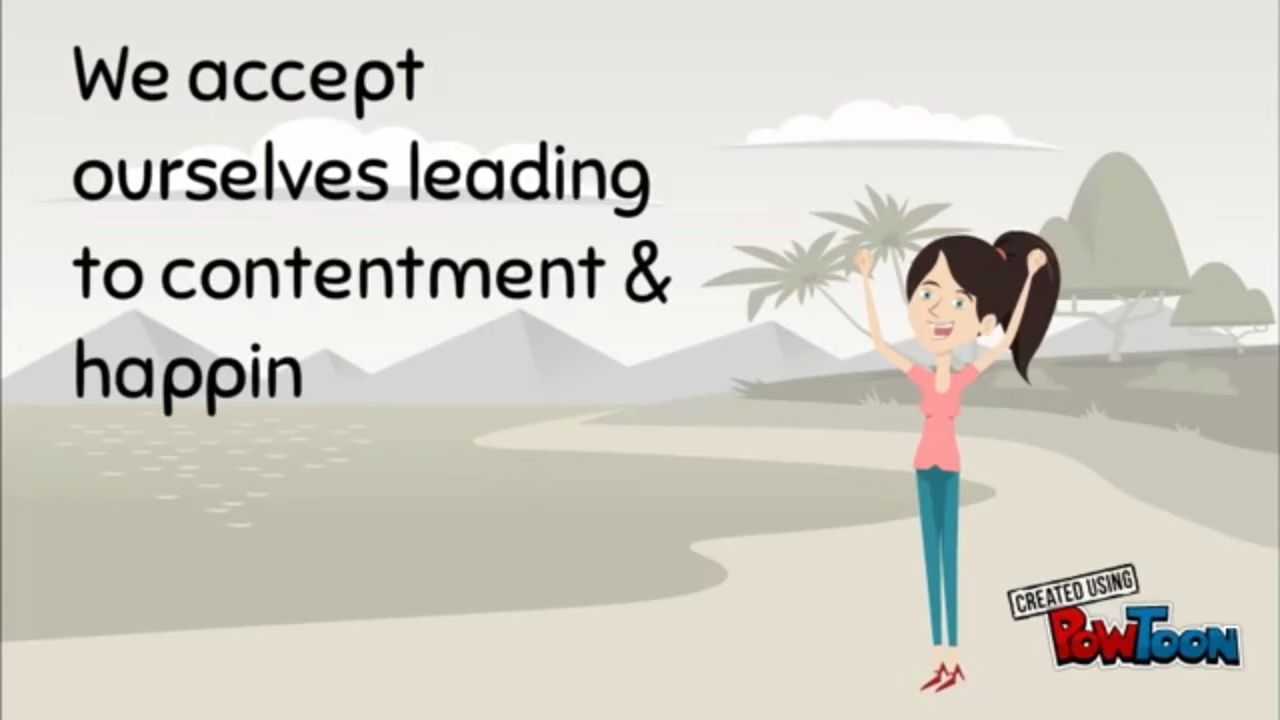 We accept
ourselves leading
to contentment &
happin
CREATED USING
POWTOON